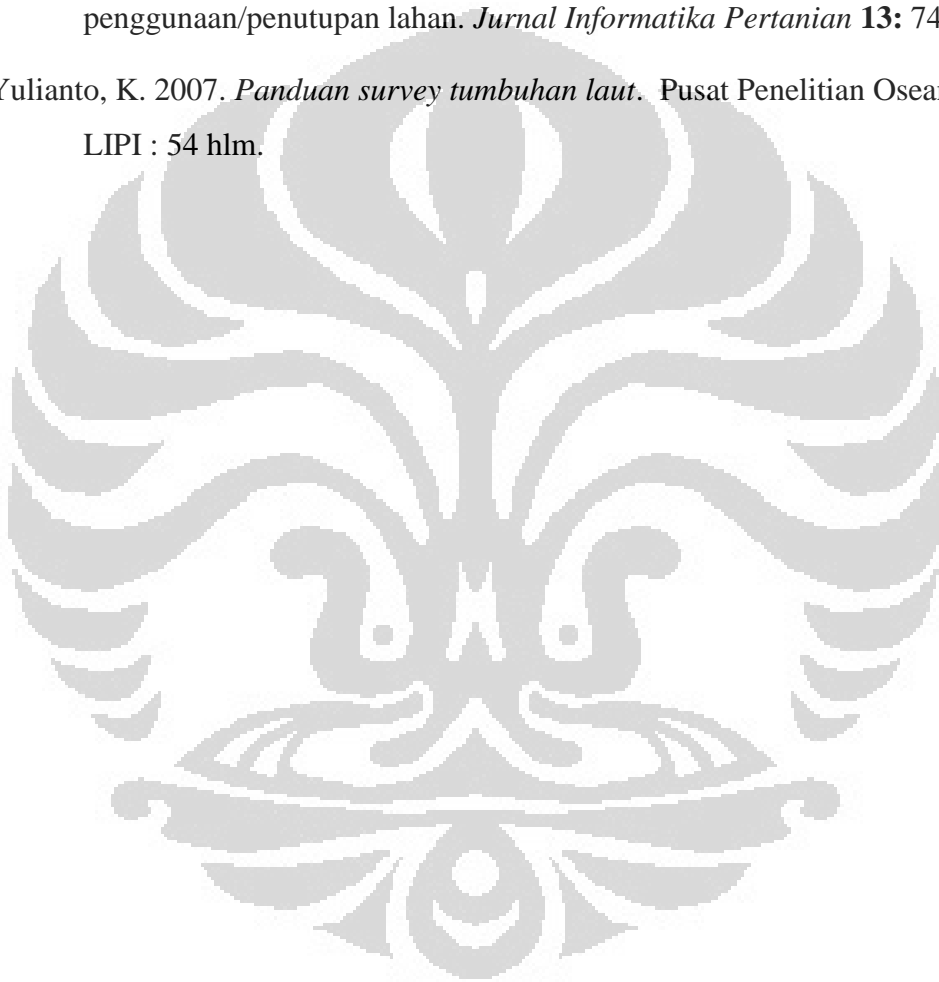 penggunaan/penutupan lahan. Jurnal Informatika Pertanian 13: 74
Yulianto, K. 2007. Panduan survey tumbuhan laut. Pusat Penelitian Osean
LIPI : 54 hlm.